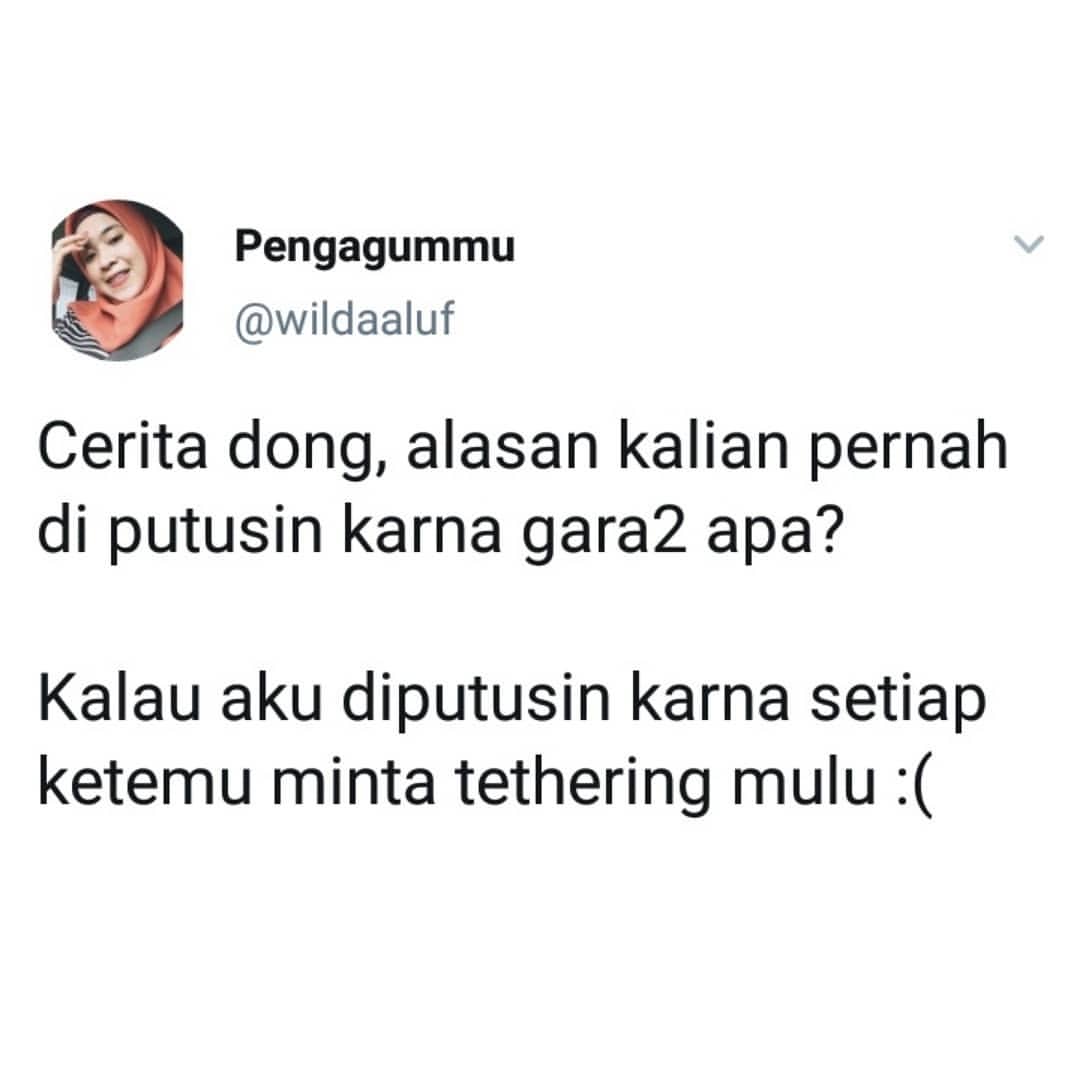 Pengagummu
@wildaaluf
Cerita dong, alasan kalian pernah
di putusin karna gara2 apa?
Kalau aku diputusin karna setiap
ketemu minta tethering mulu :(